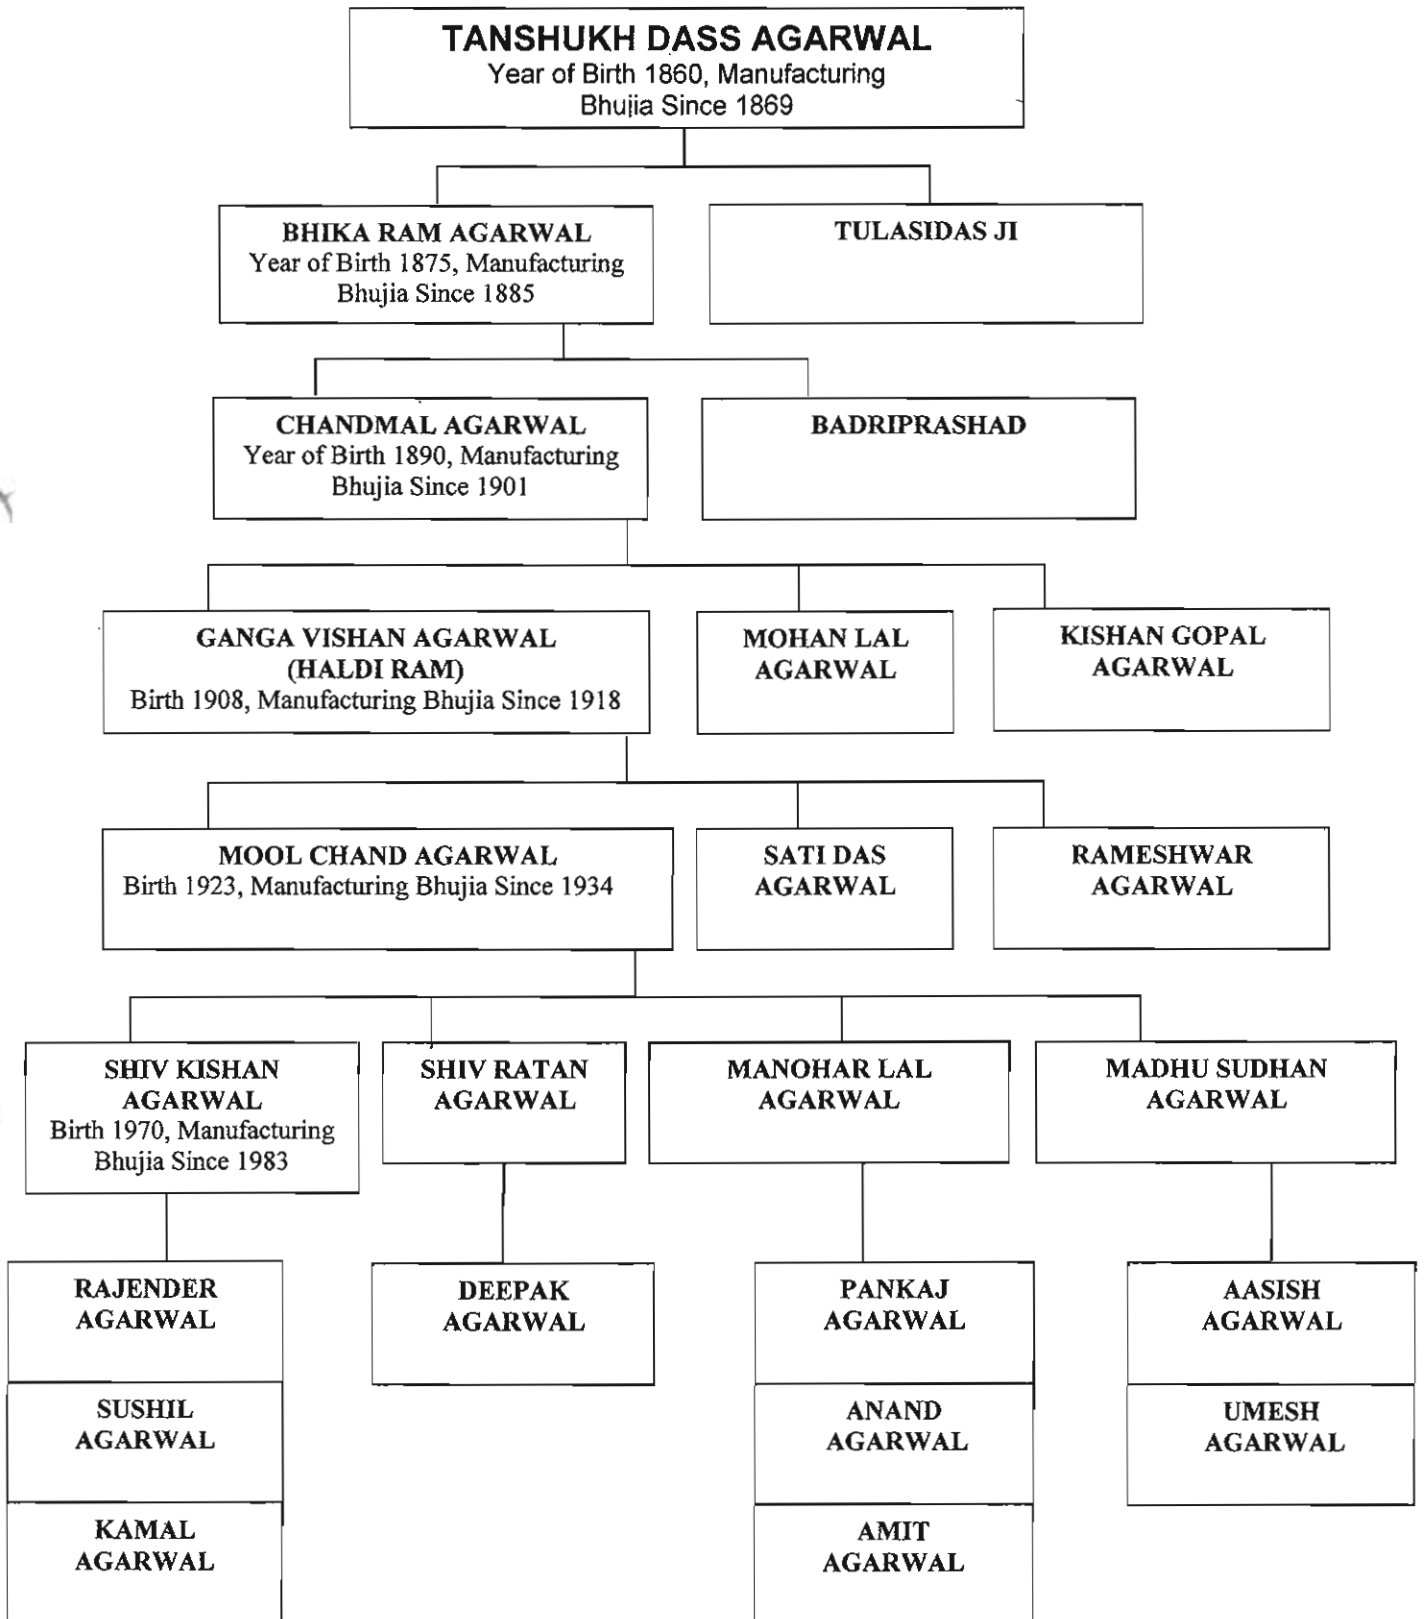 TANSHUKH DASS AGARWAL
Year of Birth 1860, Manufacturing
Bhujia Since 1869
BHIKA RAM AGARWAL
Year of Birth 1875, Manufacturing
Bhujia Since 1885
TULASIDAS JI
CHANDMAL AGARWAL
Year of Birth 1890, Manufacturing
Bhujia Since 1901
BADRIPRASHAD
GANGA VISHAN AGARWAL
(HALDI RAM)
Birth 1908, Manufacturing Bhujia Since 1918
MOHAN LAL
AGARWAL
KISHAN GOPAL
AGARWAL
MOOL CHAND AGARWAL
Birth 1923, Manufacturing Bhujia Since 1934
SATI DAS
AGARWAL
RAMESHWAR
AGARWAL
SHIV KISHAN
AGARWAL
Birth 1970, Manufacturing
Bhujia Since 1983
SHIV RATAN
AGARWAL
MANOHAR LAL
AGARWAL
MADHU SUDHAN
AGARWAL
RAJENDER
AGARWAL
SUSHIL
AGARWAL
KAMAL
AGARWAL
DEEPAK
AGARWAL
PANKAJ
AGARWAL
ANAND
AGARWAL
AMIT
AGARWAL
AASISH
AGARWAL
UMESH
AGARWAL